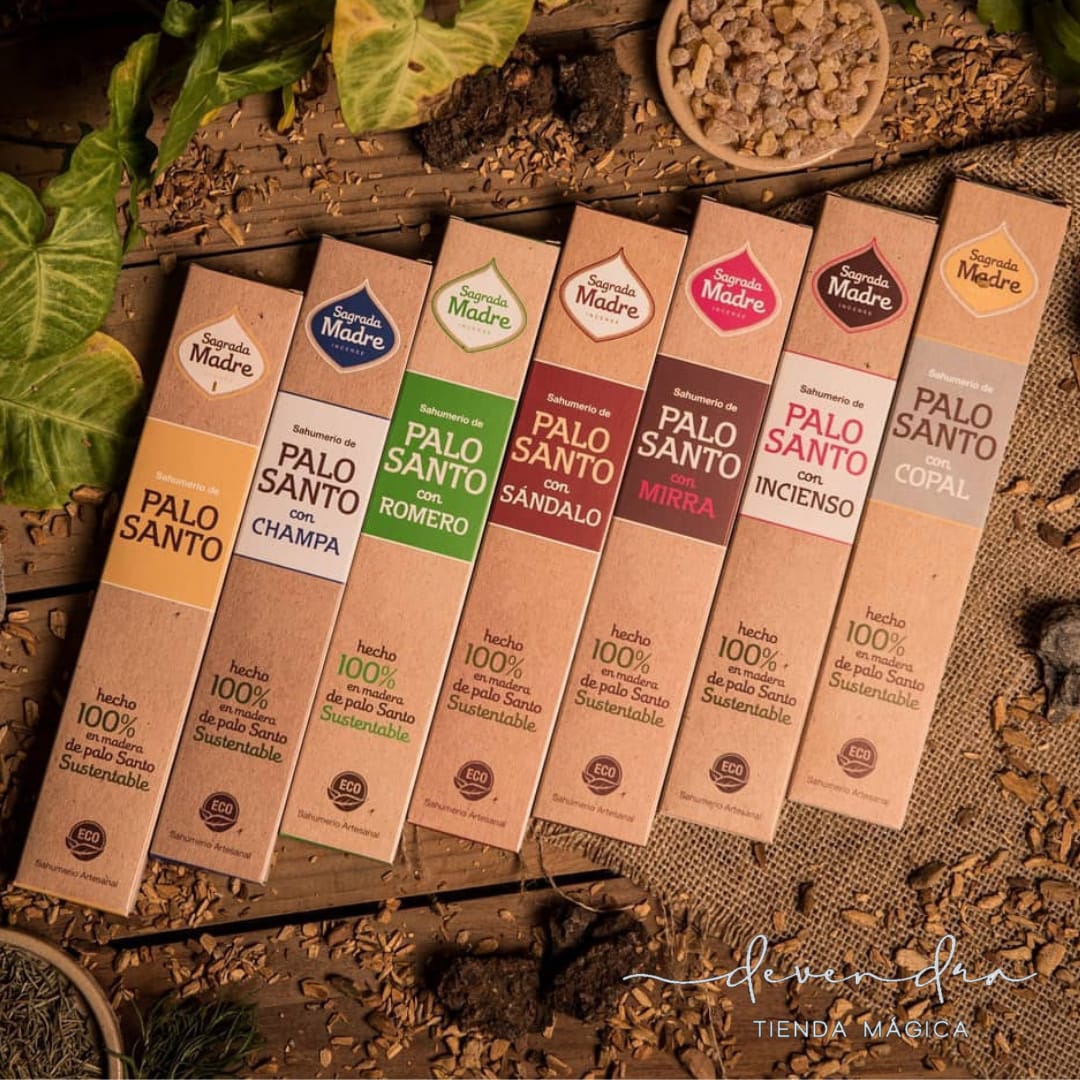 Sagrada
Madre
Sahumerio de
PALO
SANTO
hecho
100%
en madera
de palo Santo
Sustentable
ECO
Sahumerio Artesanal
Sagrada
Madre
INCENSE
Sahumerio de
PALO
SANTO
con
CHAMPA
hecho
100%
en madera
de palo Santo
Sustentable
ECO
Sahumerio Artesanal
Sagrada
Madre
INCENSE
Sahumerio de
PALO
SANTO
con
ROMERO
hecho
100%
en madera
de palo Santo
Sustentable
ECO
Sahumerio Artesanal
Sagrada
Madre
INCENSE
Sahumerio de
PALO
SANTO
con
SÁNDALO
hecho
100%
en madera
de palo Santo
Sustentable
ECO
Sahumerio Artesanal
Sagrada
Madre
INCENSE
Sahumerio de
PALO
SANTO
con
MIRRA
hecho
100%
en madera
de palo Santo
Sustentable
ECO
Sahumerio Artesanal
Sagrada
Madre
INCENSE
Sahumerio de
PALO
SANTO
con
INCIENSO
hecho
100%
en madera
de palo Santo
Sustentable
ECO
Sahumerio Artesanal
Sagrada
Madre
Sahumerio de
PALO
SANTO
con
COPAL
hecho
100%
en madera
de palo Santo
Sustentable
ECO
Sahumerio Artesanal
devendra
TIENDA MÁGICA